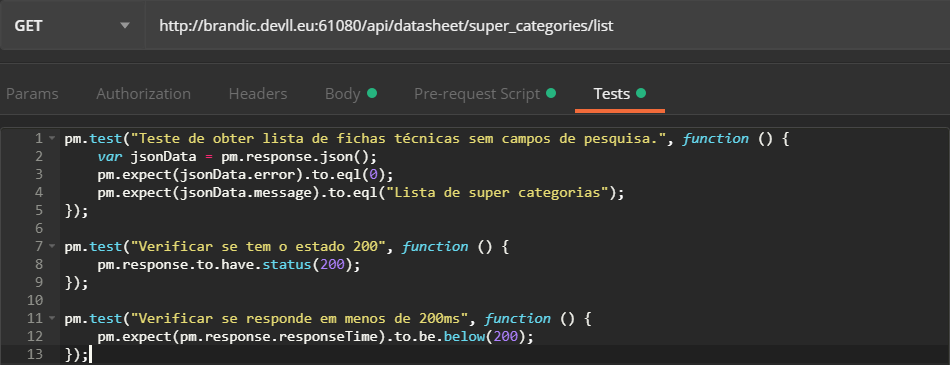 GET http://brandic.devll.eu:61080/api/datasheet/super_categories/list
Params Authorization Headers Body Pre-request Script Tests
1 pm.test("Teste de obter lista de fichas técnicas sem campos de pesquisa.", function () {
2 var jsonData = pm.response.json();
3 pm.expect(jsonData.error).to.eql(0);
4 pm.expect(jsonData.message).to.eql("Lista de super categorias");
5 });
6
7 pm.test("Verificar se tem o estado 200", function () {
8 pm.response.to.have.status(200);
9 });
10
11 pm.test("Verificar se responde em menos de 200ms", function () {
12 pm.expect(pm.response.responseTime).to.be.below(200);
13 });